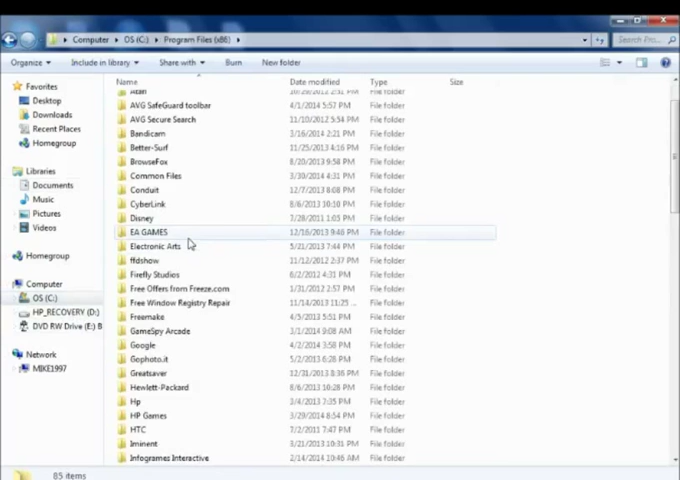 Computer ▸ OS (C:) ▸ Program Files (x86) ▸
Search Pro...
Organize Include in library Share with Burn New folder
Name Date modified Type Size
Favorites
Desktop
Downloads
Recent Places
Homegroup
Libraries
Documents
Music
Pictures
Videos
Homegroup
Computer
OS (C:)
HP_RECOVERY (D:)
DVD RW Drive (E:) B
Network
MIKE1997
Atari 2:51 PM File folder
AVG SafeGuard toolbar 4/1/2014 5:57 PM File folder
AVG Secure Search 11/10/2012 5:54 PM File folder
Bandicam 3/16/2014 2:21 PM File folder
Better-Surf 11/25/2013 4:16 PM File folder
BrowseFox 8/20/2013 9:58 PM File folder
Common Files 3/30/2014 4:31 PM File folder
Conduit 12/7/2013 8:08 PM File folder
CyberLink 8/6/2013 10:10 PM File folder
Disney 7/28/2011 1:05 PM File folder
EA GAMES 12/16/2013 9:48 PM File folder
Electronic Arts 5/21/2013 7:44 PM File folder
ffdshow 11/12/2012 5:54 PM File folder
Firefly Studios 6/2/2012 4:31 PM File folder
Free Offers from Freeze.com 1/31/2012 2:57 PM File folder
Free Window Registry Repair 11/14/2013 11:25 ... File folder
Freemake 4/5/2013 5:51 PM File folder
GameSpy Arcade 3/1/2014 9:08 AM File folder
Google 4/2/2014 3:58 PM File folder
Gophoto.it 5/2/2013 6:28 PM File folder
Greatsaver 12/31/2013 8:36 PM File folder
Hewlett-Packard 8/6/2013 10:28 PM File folder
Hp 3/4/2013 7:35 PM File folder
HP Games 3/29/2014 8:54 PM File folder
HTC 7/2/2011 7:47 PM File folder
Iminent 3/21/2013 10:31 PM File folder
Infogrames Interactive 2/14/2014 10:46 AM File folder
85 items